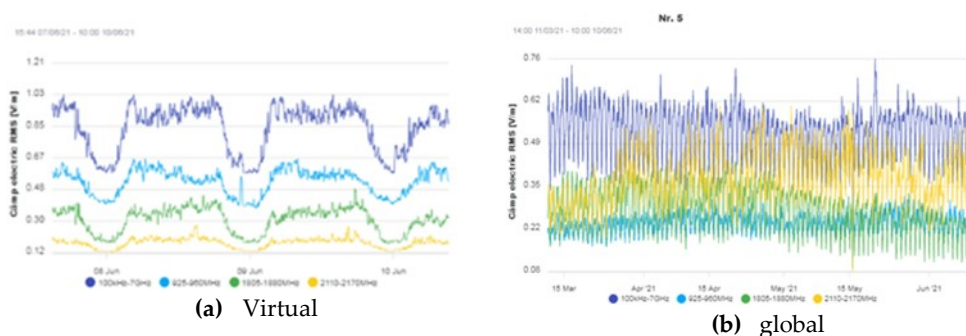 15:44 07/06/21 - 10:00 10/06/21
Câmp electric RMS [V/m]
1.21
1.03
0.85
0.67
0.48
0.30
0.12
08 Jun 09 Jun 10 Jun
100kHz-7GHz 925-960MHz 1805-1880MHz 2110-2170MHz
(a) Virtual
Nr. 5
14:00 11/03/21 - 10:00 10/06/21
Câmp electric RMS [V/m]
0.76
0.62
0.49
0.35
0.22
0.08
15 Mar Apr '21 15 Apr May '21 15 May Jun '21
100kHz-7GHz 925-960MHz 1805-1880MHz 2110-2170MHz
(b) global